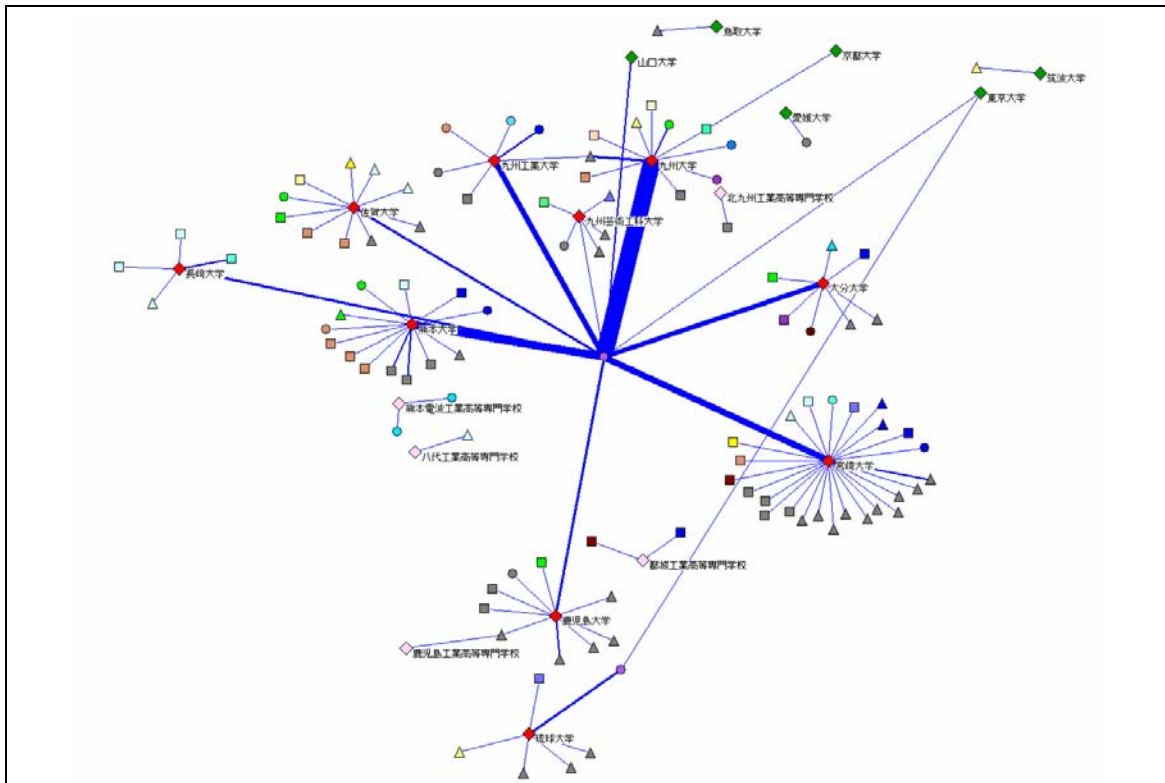 鳥取大学
京都大学
山口大学
筑波大学
東京大学
愛媛大学
九州工業大学
九州大学
北九州工業高等専門学校
佐賀大学
九州芸術工科大学
長崎大学
大分大学
熊本大学
熊本電波工業高等専門学校
八代工業高等専門学校
宮崎大学
都城工業高等専門学校
鹿児島大学
鹿児島工業高等専門学校
琉球大学